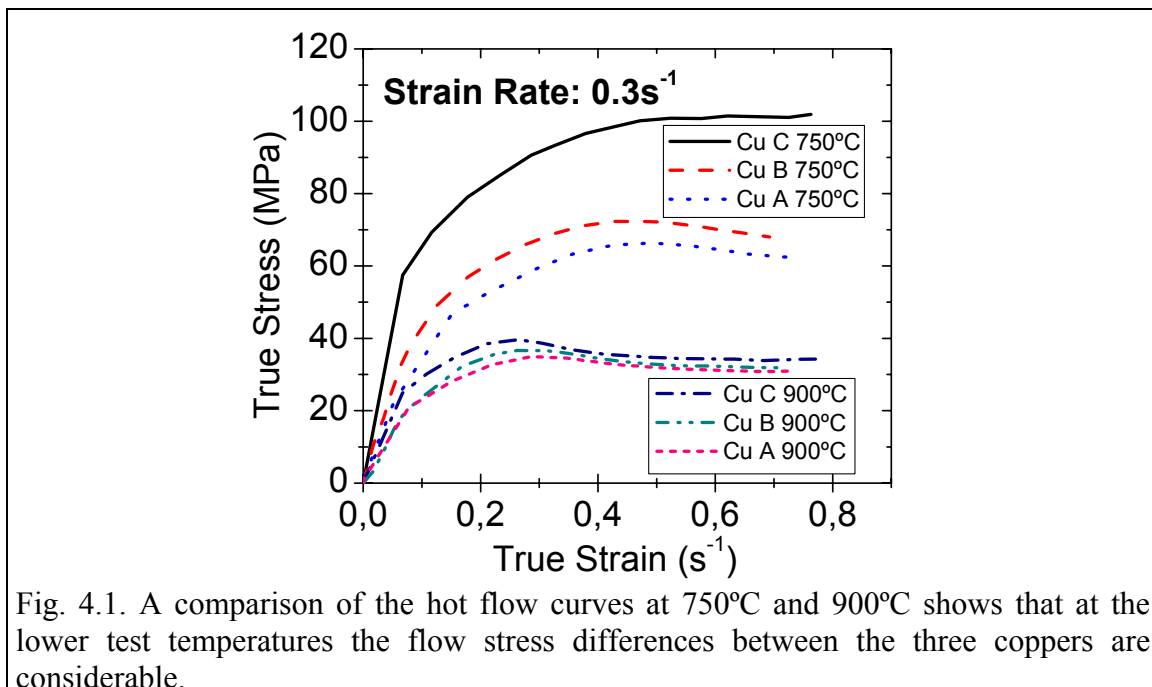 120
100
80
60
40
20
0
True Stress (MPa)
Strain Rate: 0.3s⁻¹
Cu C 750ºC
Cu B 750ºC
Cu A 750ºC
Cu C 900ºC
Cu B 900ºC
Cu A 900ºC
0,0 0,2 0,4 0,6 0,8
True Strain (s⁻¹)
Fig. 4.1. A comparison of the hot flow curves at 750ºC and 900ºC shows that at the
lower test temperatures the flow stress differences between the three coppers are
considerable.